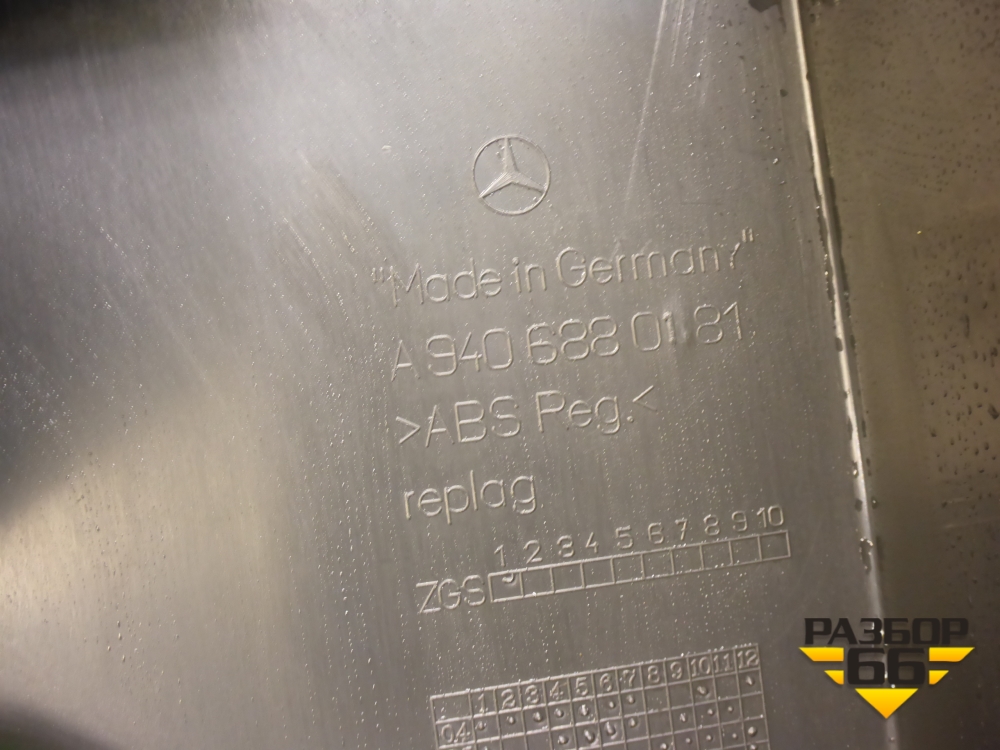 "Made in Germany"
A 940 688 01 81
>ABS Reg.<
replag
1 2 3 4 5 6 7 8 9 10
ZGS
1 2 3 4 5 6 7 8 9 10 11 12
04
РАЗБОР
66